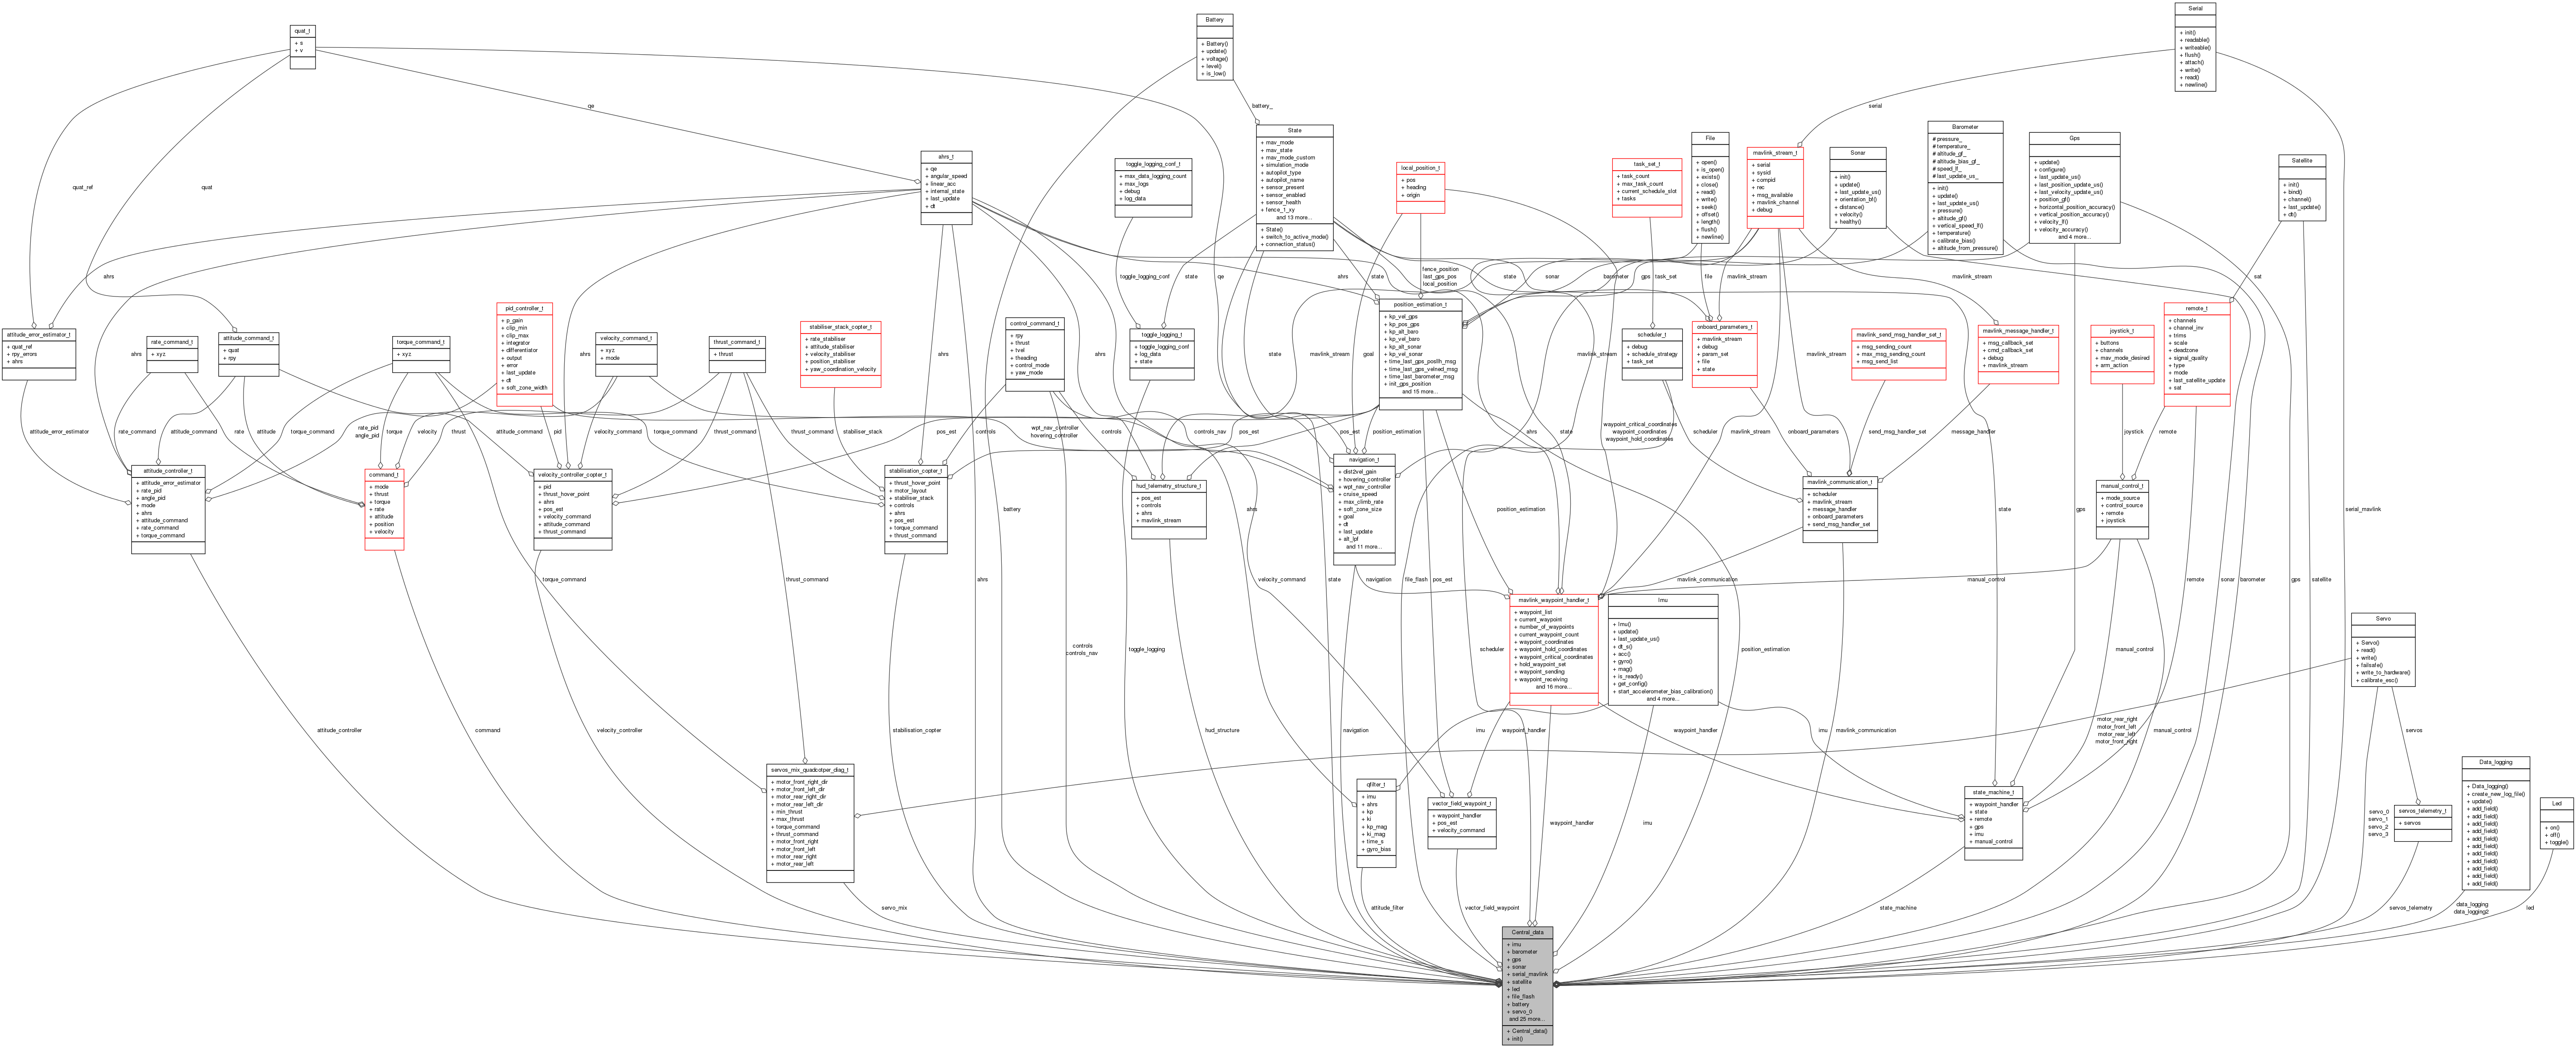 Serial
+ init()
+ readable()
+ writeable()
+ flush()
+ attach()
+ write()
+ read()
+ newline()
Battery
+ Battery()
+ update()
+ voltage()
+ level()
+ is_low()
quat_t
+ s
+ v
qe
battery_
serial
State
+ mav_mode
+ mav_state
+ mav_mode_custom
+ simulation_mode
+ autopilot_type
+ autopilot_name
+ sensor_present
+ sensor_enabled
+ sensor_health
+ fence_1_xy
and 13 more...
+ State()
+ switch_to_active_mode()
+ connection_status()
Barometer
# pressure_
# temperature_
# altitude_gf_
# altitude_bias_gf_
# speed_lf_
# last_update_us_
+ init()
+ update()
+ last_update_us()
+ pressure()
+ altitude_gf()
+ vertical_speed_lf()
+ temperature()
+ calibrate_bias()
+ altitude_from_pressure()
File
+ open()
+ is_open()
+ exists()
+ close()
+ read()
+ write()
+ seek()
+ offset()
+ length()
+ flush()
+ newline()
Gps
+ update()
+ configure()
+ last_update_us()
+ last_position_update_us()
+ last_velocity_update_us()
+ position_gf()
+ horizontal_position_accuracy()
+ vertical_position_accuracy()
+ velocity_lf()
+ velocity_accuracy()
and 4 more...
mavlink_stream_t
+ serial
+ sysid
+ compid
+ rec
+ msg_available
+ mavlink_channel
+ debug
Sonar
+ init()
+ update()
+ last_update_us()
+ orientation_bf()
+ distance()
+ velocity()
+ healthy()
ahrs_t
+ qe
+ angular_speed
+ linear_acc
+ internal_state
+ last_update
+ dt
toggle_logging_conf_t
+ max_data_logging_count
+ max_logs
+ debug
+ log_data
local_position_t
+ pos
+ heading
+ origin
task_set_t
+ task_count
+ max_task_count
+ current_schedule_slot
+ tasks
Satellite
+ init()
+ bind()
+ channel()
+ last_update()
+ dt()
quat_ref
quat
ahrs
toggle_logging_conf
state
qe
ahrs
state
fence_position
last_gps_pos
local_position
state
sonar
barometer
gps
task_set
file
mavlink_stream
mavlink_stream
sat
gps
attitude_error_estimator_t
+ quat_ref
+ rpy_errors
+ ahrs
rate_command_t
+ xyz
attitude_command_t
+ quat
+ rpy
torque_command_t
+ xyz
pid_controller_t
+ p_gain
+ clip_min
+ clip_max
+ integrator
+ differentiator
+ output
+ error
+ last_update
+ dt
+ soft_zone_width
velocity_command_t
+ xyz
+ mode
thrust_command_t
+ thrust
stabiliser_stack_copter_t
+ rate_stabiliser
+ attitude_stabiliser
+ velocity_stabiliser
+ position_stabiliser
+ yaw_coordination_velocity
control_command_t
+ rpy
+ thrust
+ tvel
+ theading
+ control_mode
+ yaw_mode
toggle_logging_t
+ toggle_logging_conf
+ log_data
+ state
position_estimation_t
+ kp_vel_gps
+ kp_pos_gps
+ kp_alt_baro
+ kp_vel_baro
+ kp_alt_sonar
+ kp_vel_sonar
+ time_last_gps_posllh_msg
+ time_last_gps_velned_msg
+ time_last_barometer_msg
+ init_gps_position
and 15 more...
scheduler_t
+ debug
+ schedule_strategy
+ task_set
onboard_parameters_t
+ mavlink_stream
+ debug
+ param_set
+ file
+ state
mavlink_send_msg_handler_set_t
+ msg_sending_count
+ max_msg_sending_count
+ msg_send_list
mavlink_message_handler_t
+ msg_callback_set
+ cmd_callback_set
+ debug
+ mavlink_stream
joystick_t
+ buttons
+ channels
+ mav_mode_desired
+ arm_action
remote_t
+ channels
+ channel_inv
+ trims
+ scale
+ deadzone
+ signal_quality
+ type
+ mode
+ last_satellite_update
+ sat
ahrs
ahrs
ahrs
state
mavlink_stream
goal
mavlink_stream
mavlink_stream
attitude_error_estimator
rate_command
attitude_command
rate
attitude
torque_command
rate_pid
angle_pid
torque
velocity
thrust
attitude_command
pid
velocity_command
torque_command
thrust_command
thrust_command
stabiliser_stack
pos_est
controls
wpt_nav_controller
hovering_controller
controls
controls_nav
pos_est
pos_est
position_estimation
ahrs
state
waypoint_critical_coordinates
waypoint_coordinates
waypoint_hold_coordinates
scheduler
mavlink_stream
onboard_parameters
send_msg_handler_set
message_handler
joystick
remote
attitude_controller_t
+ attitude_error_estimator
+ rate_pid
+ angle_pid
+ mode
+ ahrs
+ attitude_command
+ rate_command
+ torque_command
command_t
+ mode
+ thrust
+ torque
+ rate
+ attitude
+ position
+ velocity
velocity_controller_copter_t
+ pid
+ thrust_hover_point
+ ahrs
+ pos_est
+ velocity_command
+ attitude_command
+ thrust_command
stabilisation_copter_t
+ thrust_hover_point
+ motor_layout
+ stabiliser_stack
+ controls
+ ahrs
+ pos_est
+ torque_command
+ thrust_command
hud_telemetry_structure_t
+ pos_est
+ controls
+ ahrs
+ mavlink_stream
navigation_t
+ dist2vel_gain
+ hovering_controller
+ wpt_nav_controller
+ cruise_speed
+ max_climb_rate
+ soft_zone_size
+ goal
+ dt
+ last_update
+ alt_lpf
and 11 more...
mavlink_communication_t
+ scheduler
+ mavlink_stream
+ message_handler
+ onboard_parameters
+ send_msg_handler_set
manual_control_t
+ mode_source
+ control_source
+ remote
+ joystick
battery
ahrs
position_estimation
state
gps
serial_mavlink
torque_command
thrust_command
ahrs
velocity_command
state
navigation
file_flash
pos_est
mavlink_communication
manual_control
remote
sonar
barometer
gps
satellite
mavlink_waypoint_handler_t
+ waypoint_list
+ current_waypoint
+ number_of_waypoints
+ current_waypoint_count
+ waypoint_coordinates
+ waypoint_hold_coordinates
+ waypoint_critical_coordinates
+ hold_waypoint_set
+ waypoint_sending
+ waypoint_receiving
and 16 more...
Imu
+ Imu()
+ update()
+ last_update_us()
+ dt_s()
+ acc()
+ gyro()
+ mag()
+ is_ready()
+ get_config()
+ start_accelerometer_bias_calibration()
and 4 more...
Servo
+ Servo()
+ read()
+ write()
+ failsafe()
+ write_to_hardware()
+ calibrate_esc()
controls
controls_nav
toggle_logging
scheduler
position_estimation
manual_control
attitude_controller
command
velocity_controller
stabilisation_copter
hud_structure
navigation
imu
waypoint_handler
waypoint_handler
imu
mavlink_communication
motor_rear_right
motor_front_left
motor_rear_left
motor_front_right
manual_control
servos
servos_mix_quadcotper_diag_t
+ motor_front_right_dir
+ motor_front_left_dir
+ motor_rear_right_dir
+ motor_rear_left_dir
+ min_thrust
+ max_thrust
+ torque_command
+ thrust_command
+ motor_front_right
+ motor_front_left
+ motor_rear_right
+ motor_rear_left
qfilter_t
+ imu
+ ahrs
+ kp
+ ki
+ kp_mag
+ ki_mag
+ time_s
+ gyro_bias
vector_field_waypoint_t
+ waypoint_handler
+ pos_est
+ velocity_command
waypoint_handler
imu
state_machine_t
+ waypoint_handler
+ state
+ remote
+ gps
+ imu
+ manual_control
servo_0
servo_1
servo_2
servo_3
servos_telemetry_t
+ servos
Data_logging
+ Data_logging()
+ create_new_log_file()
+ update()
+ add_field()
+ add_field()
+ add_field()
+ add_field()
+ add_field()
+ add_field()
+ add_field()
+ add_field()
+ add_field()
+ add_field()
+ add_field()
Led
+ on()
+ off()
+ toggle()
servo_mix
attitude_filter
vector_field_waypoint
state_machine
servos_telemetry
data_logging
data_logging2
led
Central_data
+ imu
+ barometer
+ gps
+ sonar
+ serial_mavlink
+ satellite
+ led
+ file_flash
+ battery
+ servo_0
and 25 more...
+ Central_data()
+ init()